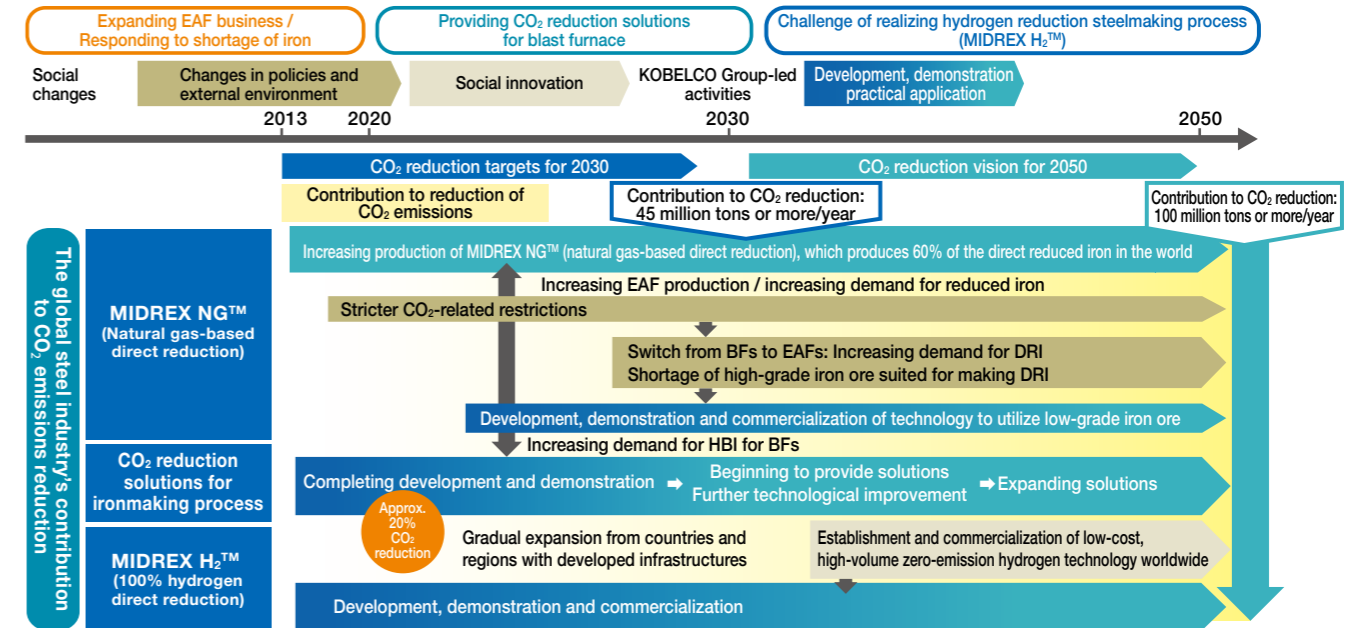 Expanding EAF business /
Responding to shortage of iron
Providing CO₂ reduction solutions
for blast furnace
Challenge of realizing hydrogen reduction steelmaking process
(MIDREX H₂™)
Social
changes
Changes in policies and
external environment
Social innovation
KOBELCO Group-led
activities
Development, demonstration
practical application
2013
2020
2030
2050
CO₂ reduction targets for 2030
CO₂ reduction vision for 2050
Contribution to reduction of
CO₂ emissions
Contribution to CO₂ reduction:
45 million tons or more/year
Contribution to CO₂ reduction:
100 million tons or more/year
The global steel industry's contribution
to CO₂ emissions reduction
MIDREX NG™
(Natural gas-based
direct reduction)
Increasing production of MIDREX NG™ (natural gas-based direct reduction), which produces 60% of the direct reduced iron in the world
Increasing EAF production / increasing demand for reduced iron
Stricter CO₂-related restrictions
Switch from BFs to EAFs: Increasing demand for DRI
Shortage of high-grade iron ore suited for making DRI
Development, demonstration and commercialization of technology to utilize low-grade iron ore
Increasing demand for HBI for BFs
CO₂ reduction
solutions for
ironmaking process
Completing development and demonstration ➡
Beginning to provide solutions
Further technological improvement
➡ Expanding solutions
Approx.
20%
CO₂
reduction
MIDREX H₂™
(100% hydrogen
direct reduction)
Gradual expansion from countries and
regions with developed infrastructures
Establishment and commercialization of low-cost,
high-volume zero-emission hydrogen technology worldwide
Development, demonstration and commercialization